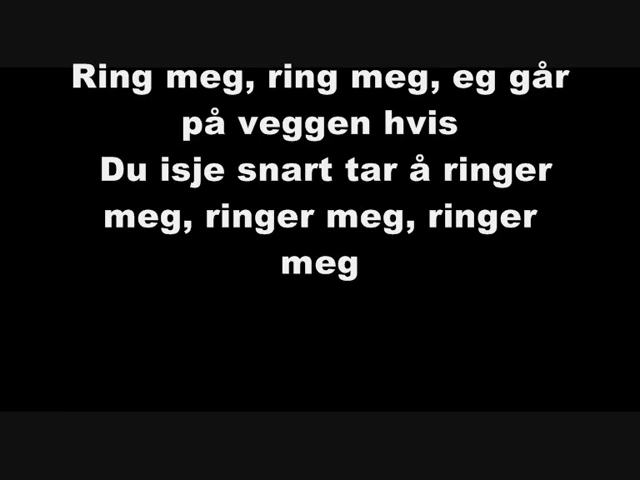 Ring meg, ring meg, eg går
på veggen hvis
Du isje snart tar å ringer
meg, ringer meg, ringer
meg